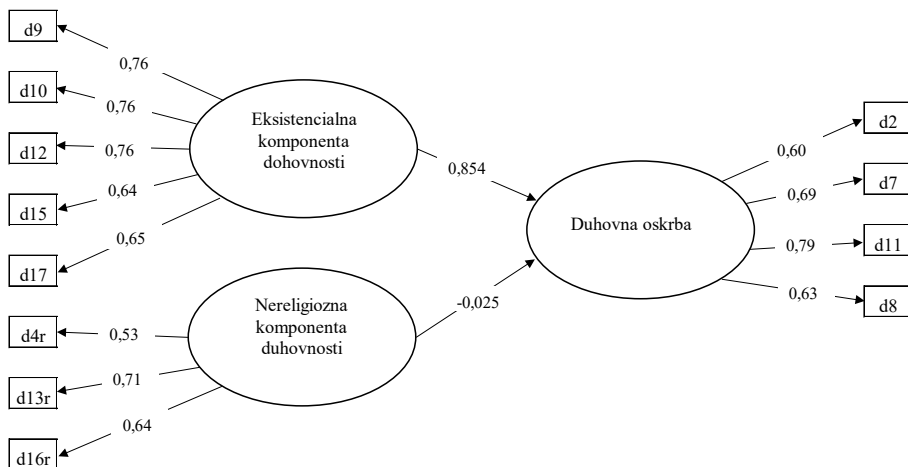 d9
0,76
d10
0,76
d12
0,76
d15
0,64
d17
0,65
Eksistencialna
komponenta
dohovnosti
0,854
d4r
0,53
d13r
0,71
d16r
0,64
Nereligiozna
komponenta
duhovnosti
-0,025
Duhovna oskrba
d2
0,60
d7
0,69
d11
0,79
d8
0,63